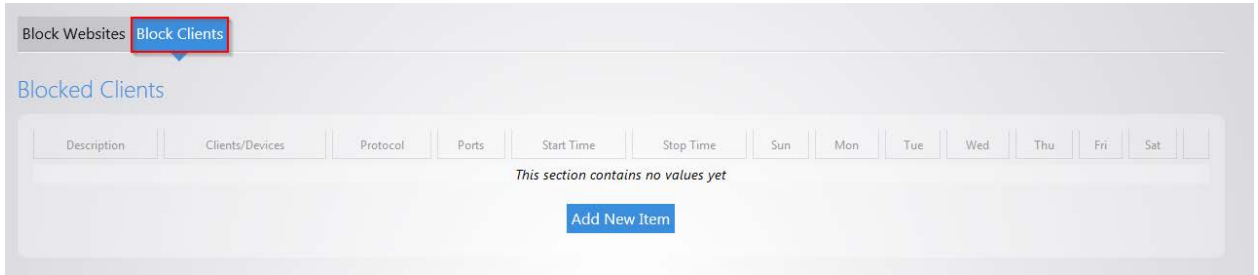 Block Websites Block Clients
Blocked Clients
Description Clients/Devices Protocol Ports Start Time Stop Time Sun Mon Tue Wed Thu Fri Sat
This section contains no values yet
Add New Item